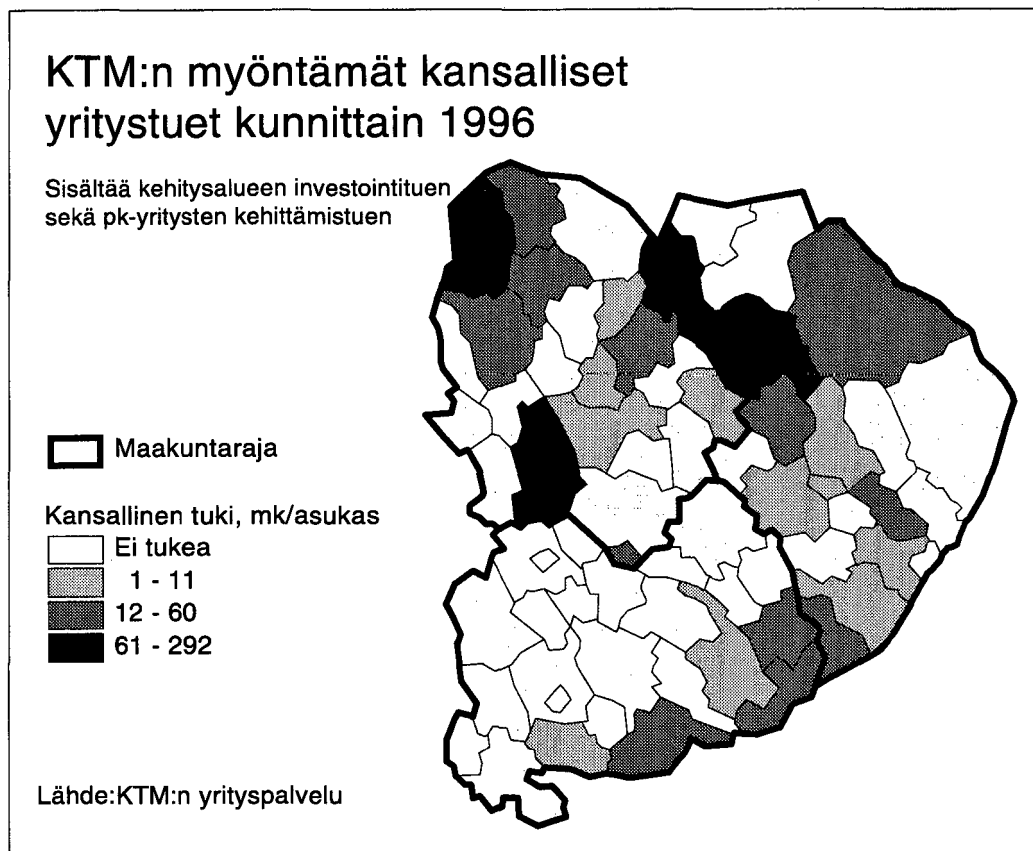 KTM:n myöntämät kansalliset
yritystuet kunnittain 1996
Sisältää kehitysalueen investointituen
sekä pk-yritysten kehittämistuen
Maakuntaraja
Kansallinen tuki, mk/asukas
Ei tukea
1 - 11
12 - 60
61 - 292
Lähde:KTM:n yrityspalvelu